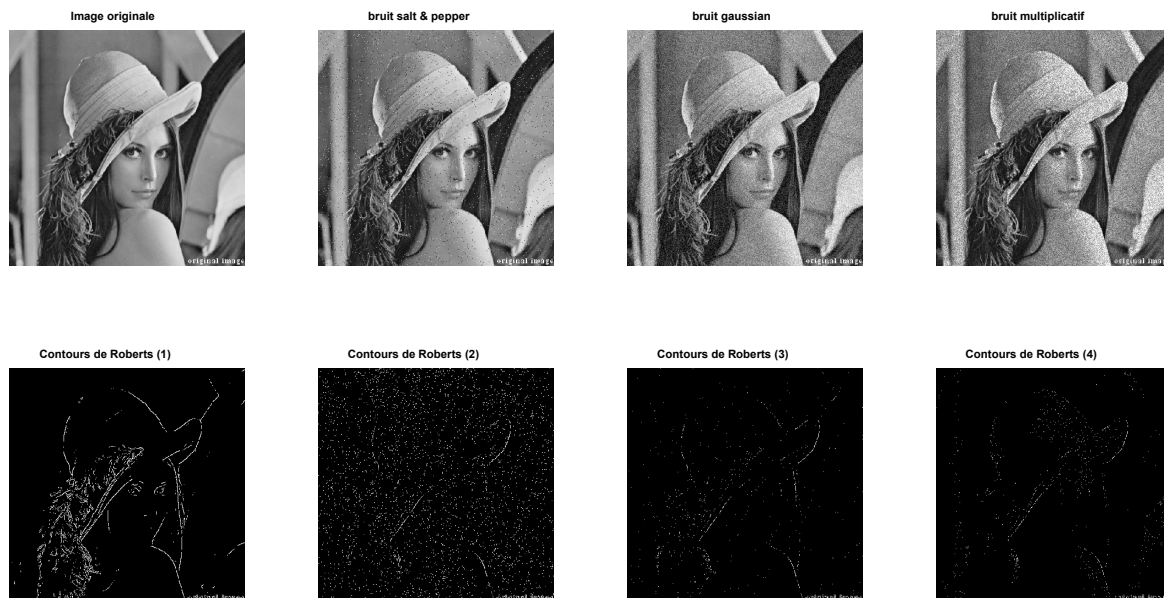 Image originale
bruit salt & pepper
bruit gaussian
bruit multiplicatif
original image
original image
original image
original image
Contours de Roberts (1)
Contours de Roberts (2)
Contours de Roberts (3)
Contours de Roberts (4)